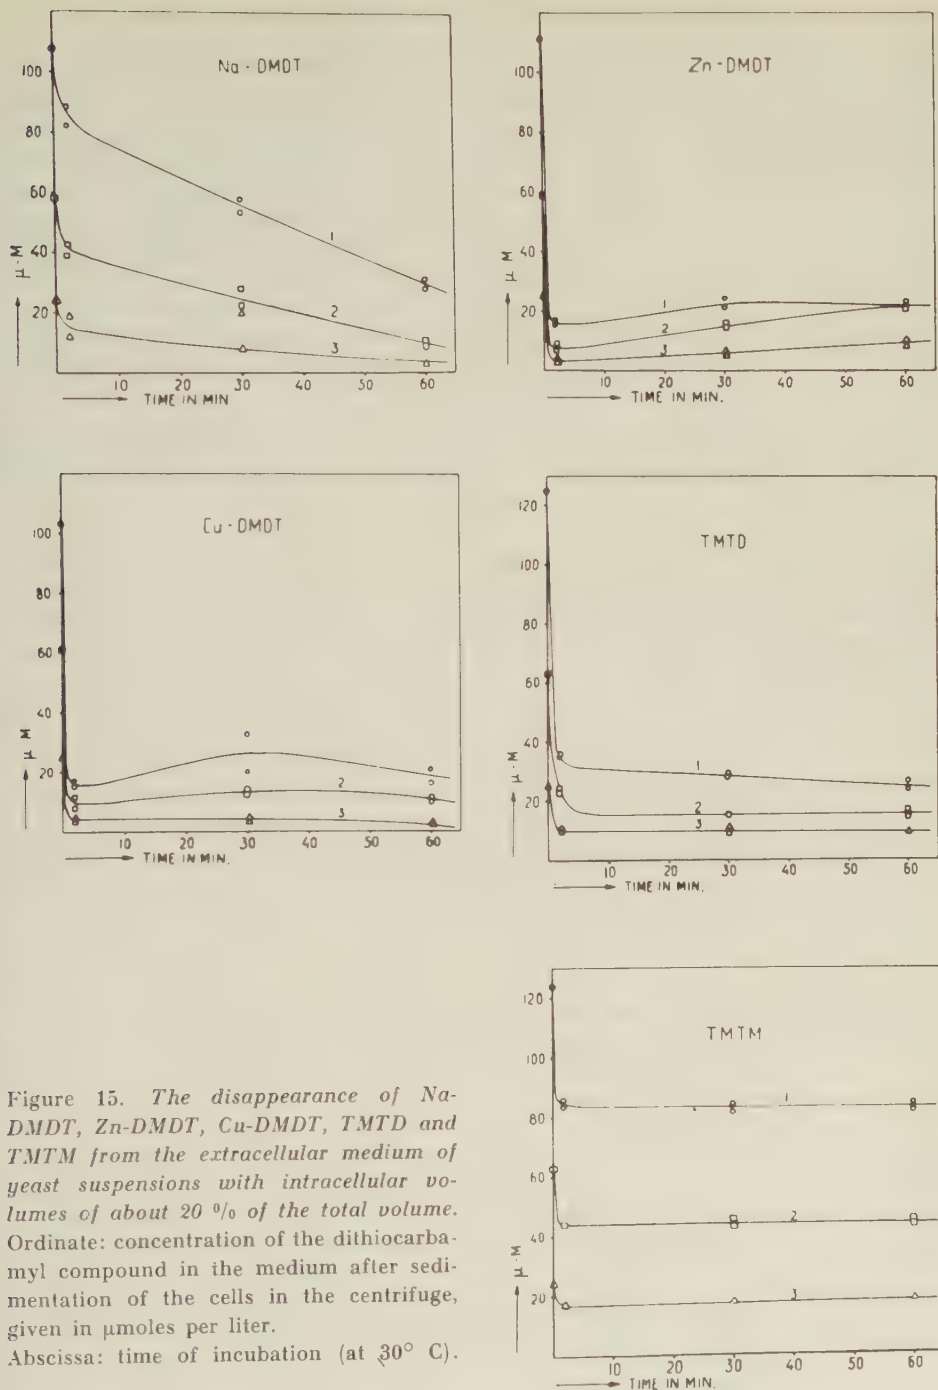 Na-DMDT
100
80
60
40
20
μ·M
1
2
3
10 20 30 40 50 60
TIME IN MIN
Zn-DMDT
100
80
60
40
20
μ·M
1
2
3
10 20 30 40 50 60
TIME IN MIN.
Cu-DMDT
100
80
60
40
20
μ M
2
3
10 20 30 40 50 60
TIME IN MIN.
TMTD
120
100
80
60
40
20
μ·M
1
2
3
10 20 30 40 50 60
TIME IN MIN.
TMTM
120
100
80
60
40
20
μ·M
1
2
3
10 20 30 40 50 60
TIME IN MIN.
Figure 15. The disappearance of Na-
DMDT, Zn-DMDT, Cu-DMDT, TMTD and
TMTM from the extracellular medium of
yeast suspensions with intracellular vo-
lumes of about 20 % of the total volume.
Ordinate: concentration of the dithiocarba-
myl compound in the medium after sedi-
mentation of the cells in the centrifuge,
given in μmoles per liter.
Abscissa: time of incubation (at 30° C).